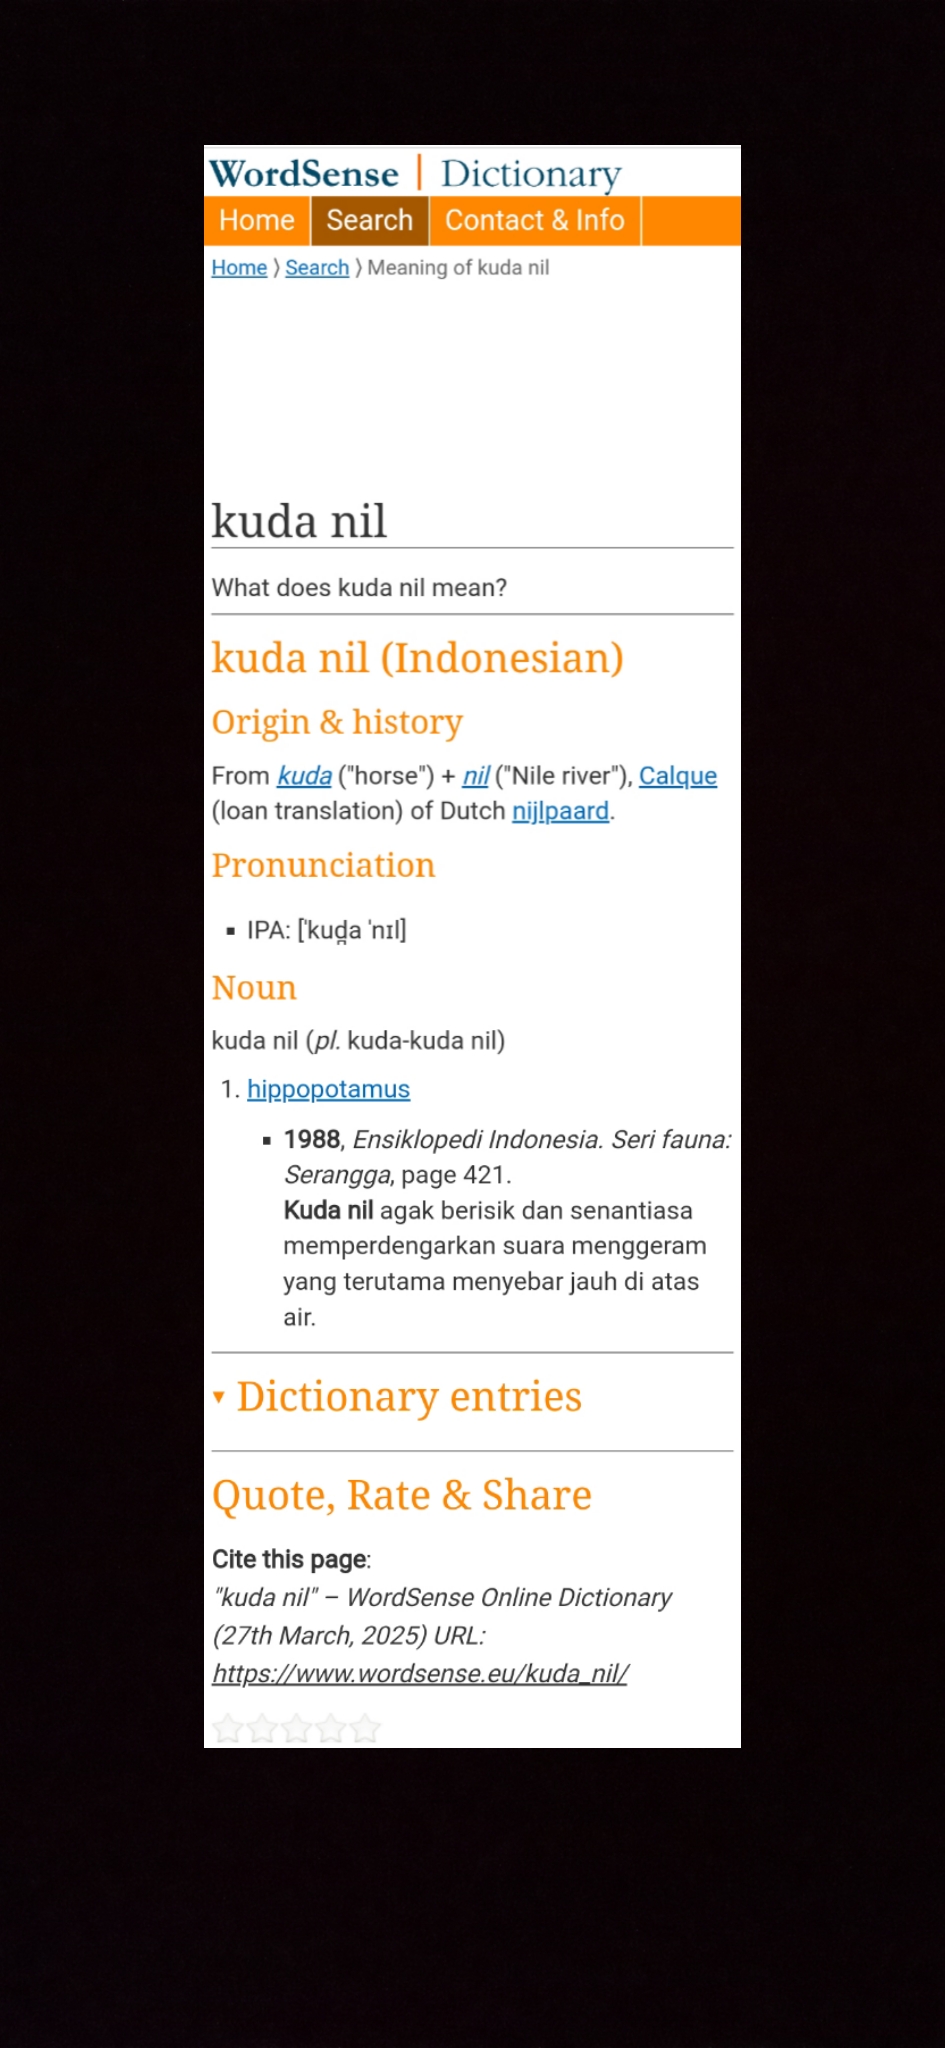 WordSense | Dictionary
Home Search Contact & Info
Home ⟩ Search ⟩ Meaning of kuda nil
kuda nil
What does kuda nil mean?
kuda nil (Indonesian)
Origin & history
From kuda ("horse") + nil ("Nile river"), Calque
(loan translation) of Dutch nijlpaard.
Pronunciation
▪ IPA: [ˈkud̪a ˈnɪl]
Noun
kuda nil (pl. kuda-kuda nil)
1. hippopotamus
▪ 1988, Ensiklopedi Indonesia. Seri fauna:
Serangga, page 421.
Kuda nil agak berisik dan senantiasa
memperdengarkan suara menggeram
yang terutama menyebar jauh di atas
air.
▾ Dictionary entries
Quote, Rate & Share
Cite this page:
"kuda nil" – WordSense Online Dictionary
(27th March, 2025) URL:
https://www.wordsense.eu/kuda_nil/